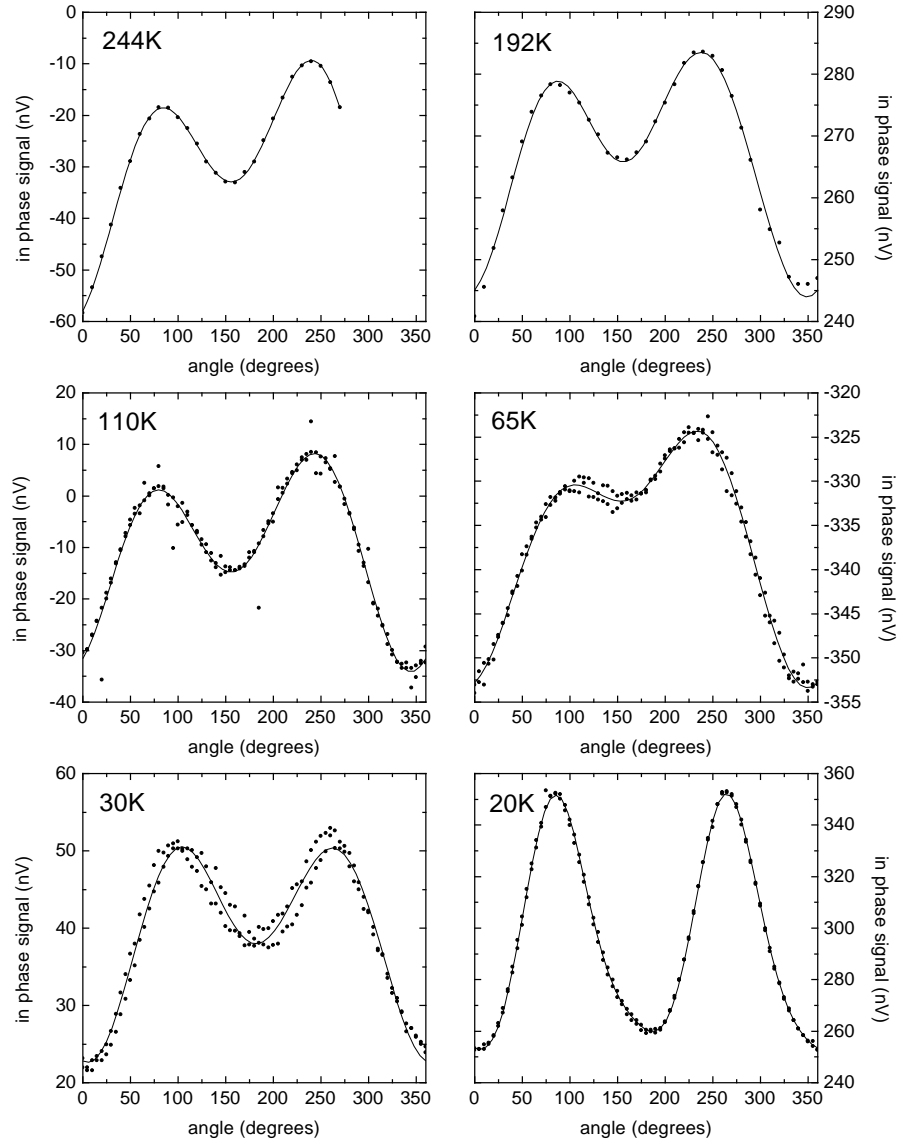 244K
0
-10
-20
-30
-40
-50
-60
in phase signal (nV)
0 50 100 150 200 250 300 350
angle (degrees)
192K
290
280
270
260
250
240
in phase signal (nV)
0 50 100 150 200 250 300 350
angle (degrees)
110K
20
10
0
-10
-20
-30
-40
in phase signal (nV)
0 50 100 150 200 250 300 350
angle (degrees)
65K
-320
-325
-330
-335
-340
-345
-350
-355
in phase signal (nV)
0 50 100 150 200 250 300 350
angle (degrees)
30K
60
50
40
30
20
in phase signal (nV)
0 50 100 150 200 250 300 350
angle (degrees)
20K
360
340
320
300
280
260
240
in phase signal (nV)
0 50 100 150 200 250 300 350
angle (degrees)